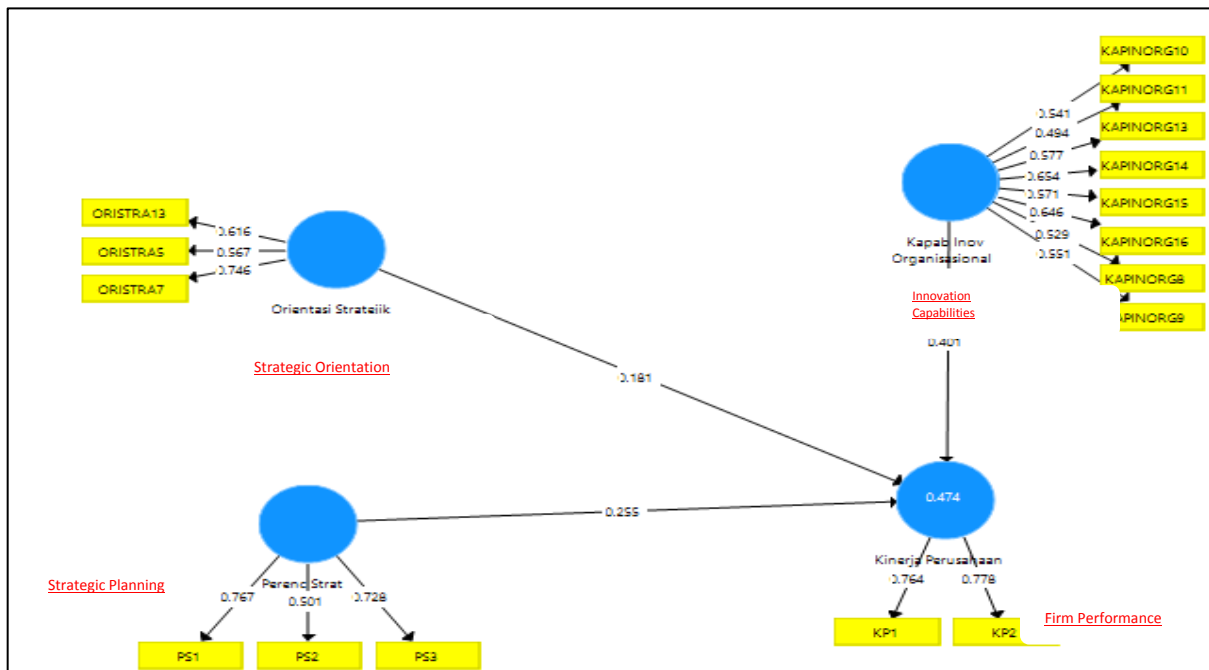 KAPINORG10
KAPINORG11
0.541
0.494
KAPINORG13
0.577
0.654
KAPINORG14
0.571
KAPINORG15
0.646
0.529
KAPINORG16
0.551
KAPINORG8
KAPINORG9
Kapab Inov
Organisasional
Innovation
Capabilities
0.401
ORISTRA13
0.616
ORISTRA5
0.567
0.746
ORISTRA7
Orientasi Strateiik
Strategic Orientation
0.181
0.474
0.255
Strategic Planning
Perenc Strat
0.767
0.501
0.728
PS1
PS2
PS3
Kinerja Perusahaan
0.764
0.778
Firm Performance
KP1
KP2